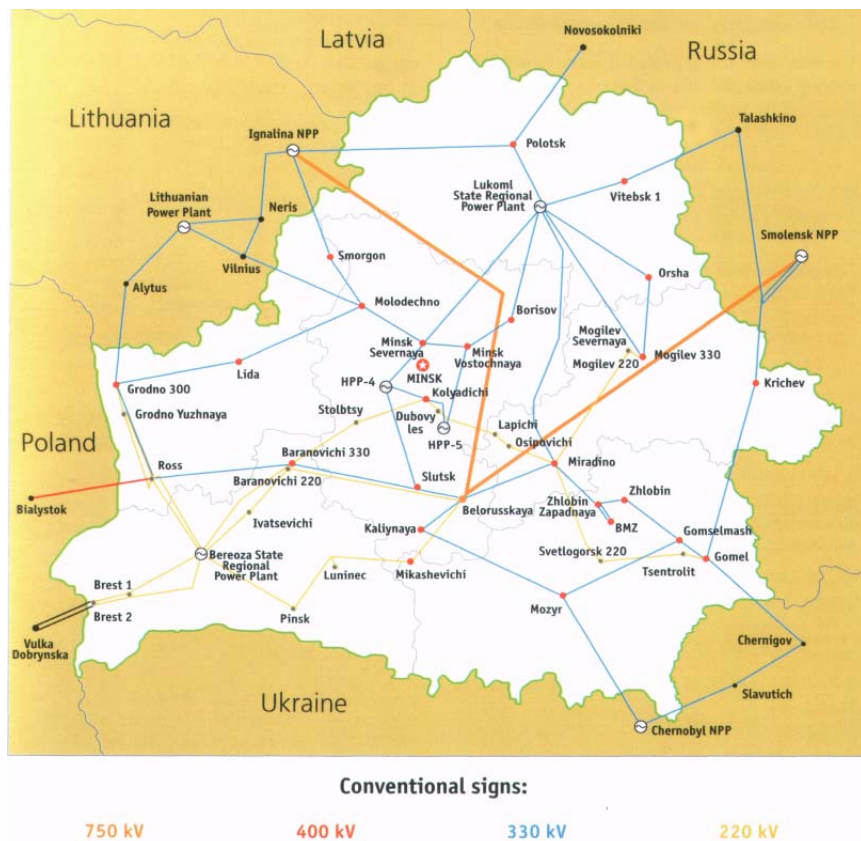 Latvia
Novosokolniki
Russia
Lithuania
Ignalina NPP
Talashkino
Polotsk
Lithuanian
Power Plant
Neris
Lukoml
State Regional
Power Plant
Vitebsk 1
Smolensk NPP
Vilnius
Smorgon
Orsha
Alytus
Molodechno
Borisov
Mogilev
Severnaya
Minsk
Severnaya
Minsk
Vostochnaya
Mogilev 220
Mogilev 330
MINSK
Lida
HPP-4
Kolyadichi
Krichev
Grodno 300
Grodno Yuzhnaya
Stolbtsy
Dubovy
les
Lapichi
HPP-5
Osipovichi
Poland
Baranovichi 330
Miradino
Ross
Baranovichi 220
Slutsk
Zhlobin
Bialystok
Belorusskaya
Zhlobin
Zapadnaya
Ivatsevichi
Kaliynaya
BMZ
Gomselmash
Bereoza State
Regional
Power Plant
Svetlogorsk 220
Gomel
Luninec
Mikashevichi
Tsentrolit
Brest 1
Brest 2
Pinsk
Mozyr
Vulka
Dobrynska
Chernigov
Ukraine
Slavutich
Chernobyl NPP
Conventional signs:
750 kV 400 kV 330 kV 220 kV